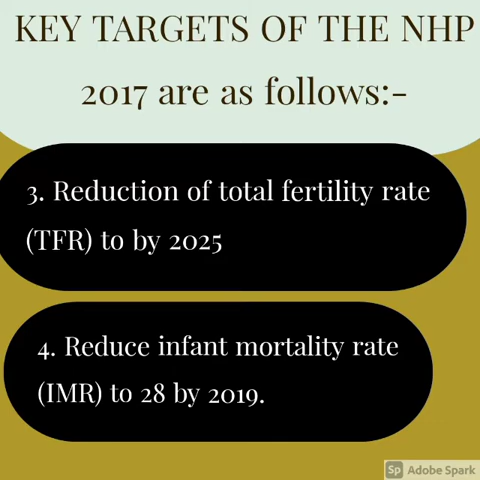 KEY TARGETS OF THE NHP
2017 are as follows:-
3. Reduction of total fertility rate
(TFR) to by 2025
4. Reduce infant mortality rate
(IMR) to 28 by 2019.
Sp Adobe Spark